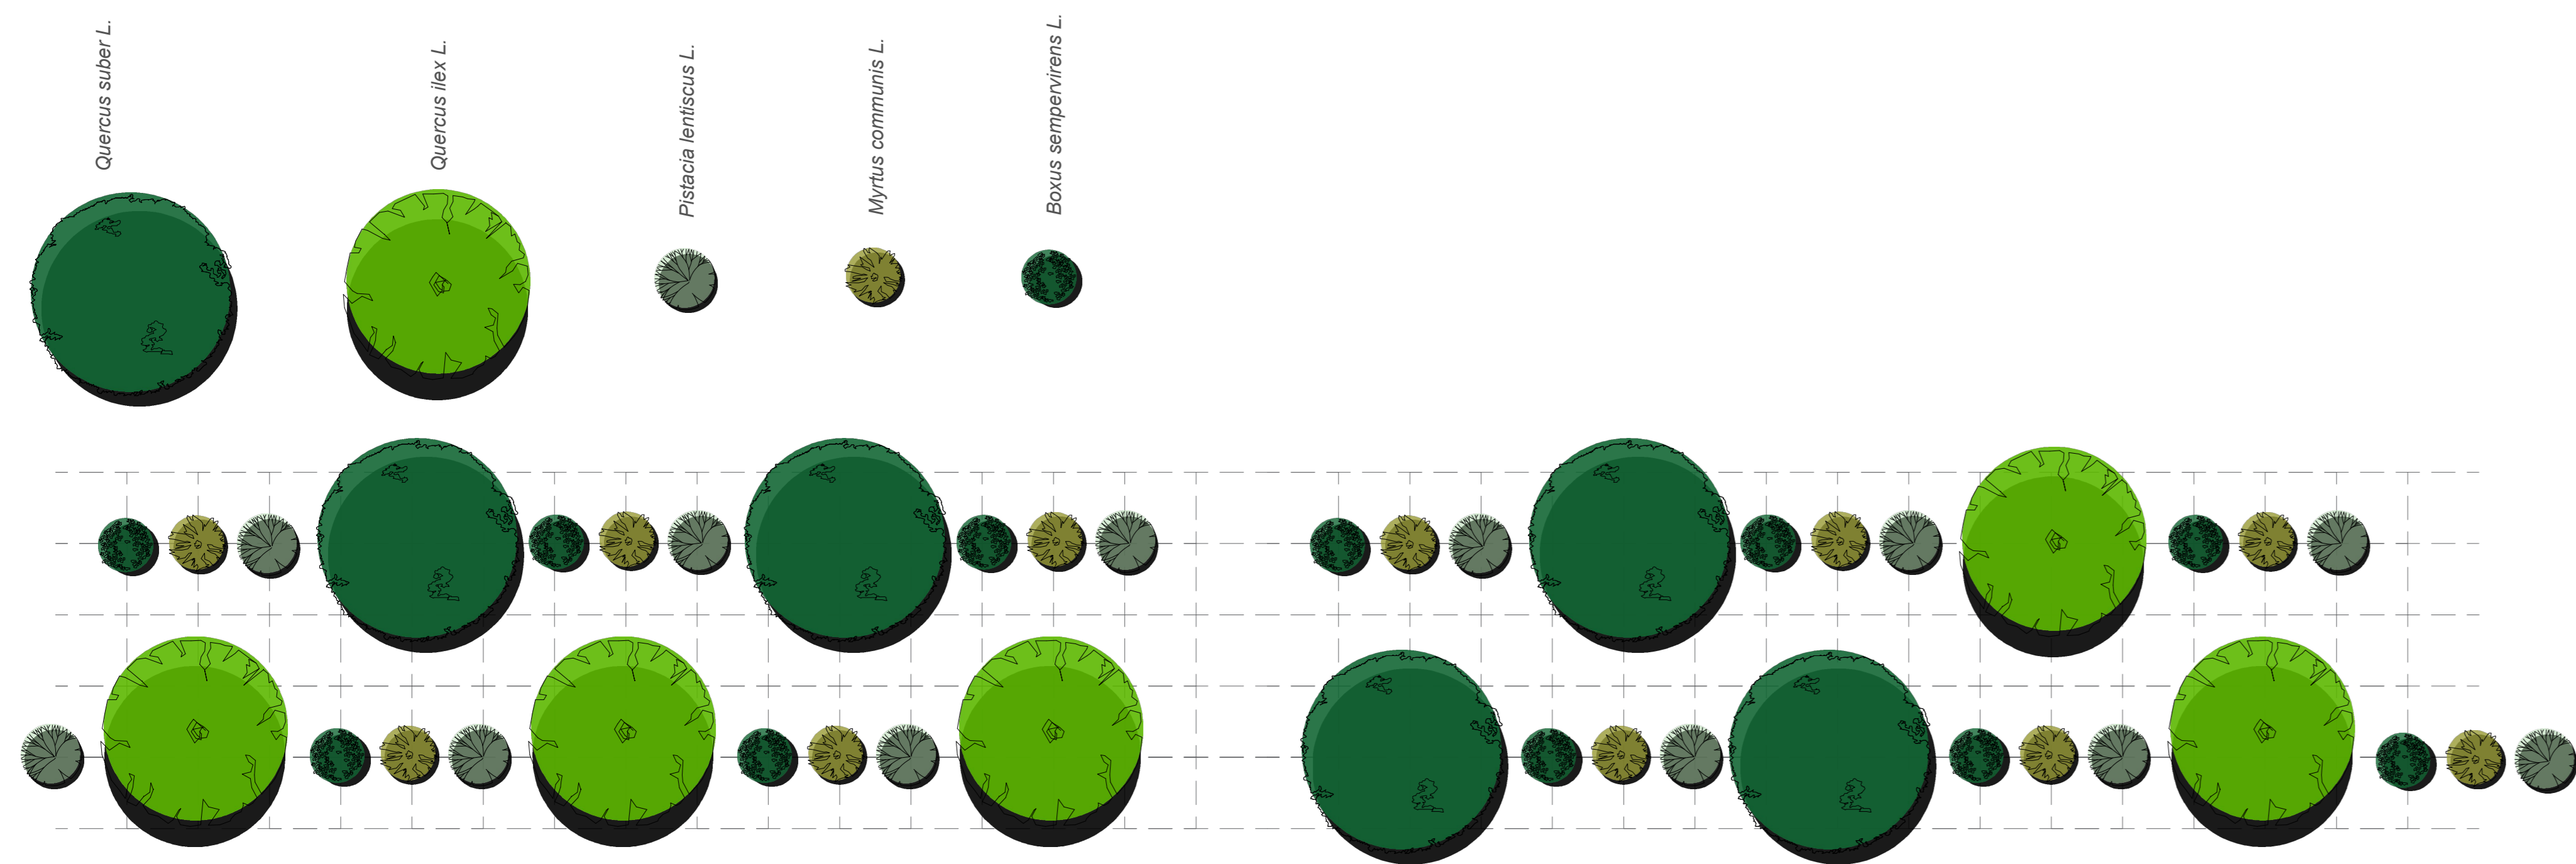 Quercus suber L.
Quercus ilex L.
Pistacia lentiscus L.
Myrtus communis L.
Boxus sempervirens L.